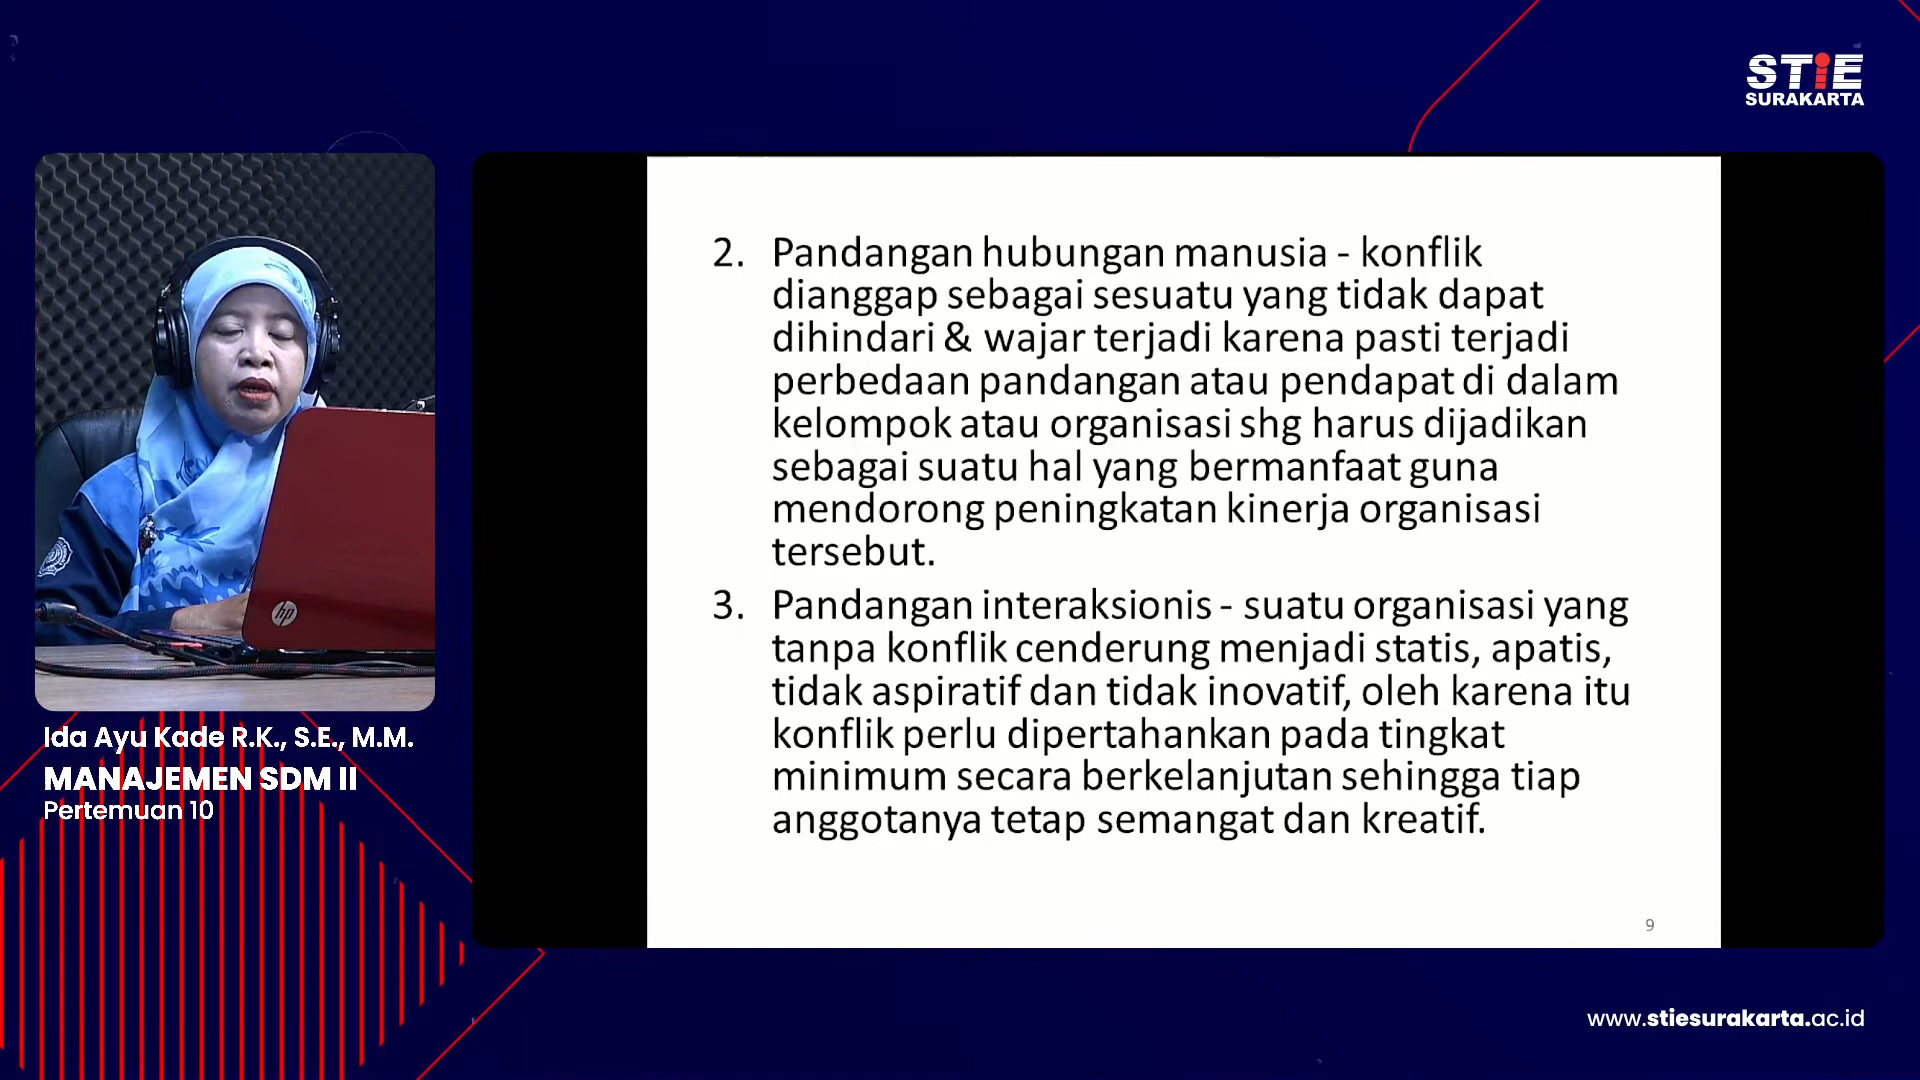 STiE
SURAKARTA
2. Pandangan hubungan manusia - konflik
dianggap sebagai sesuatu yang tidak dapat
dihindari & wajar terjadi karena pasti terjadi
perbedaan pandangan atau pendapat di dalam
kelompok atau organisasi shg harus dijadikan
sebagai suatu hal yang bermanfaat guna
mendorong peningkatan kinerja organisasi
tersebut.
3. Pandangan interaksionis - suatu organisasi yang
tanpa konflik cenderung menjadi statis, apatis,
tidak aspiratif dan tidak inovatif, oleh karena itu
konflik perlu dipertahankan pada tingkat
minimum secara berkelanjutan sehingga tiap
anggotanya tetap semangat dan kreatif.
9
hp
Ida Ayu Kade R.K., S.E., M.M.
MANAJEMEN SDM II
Pertemuan 10
www.stiesurakarta.ac.id